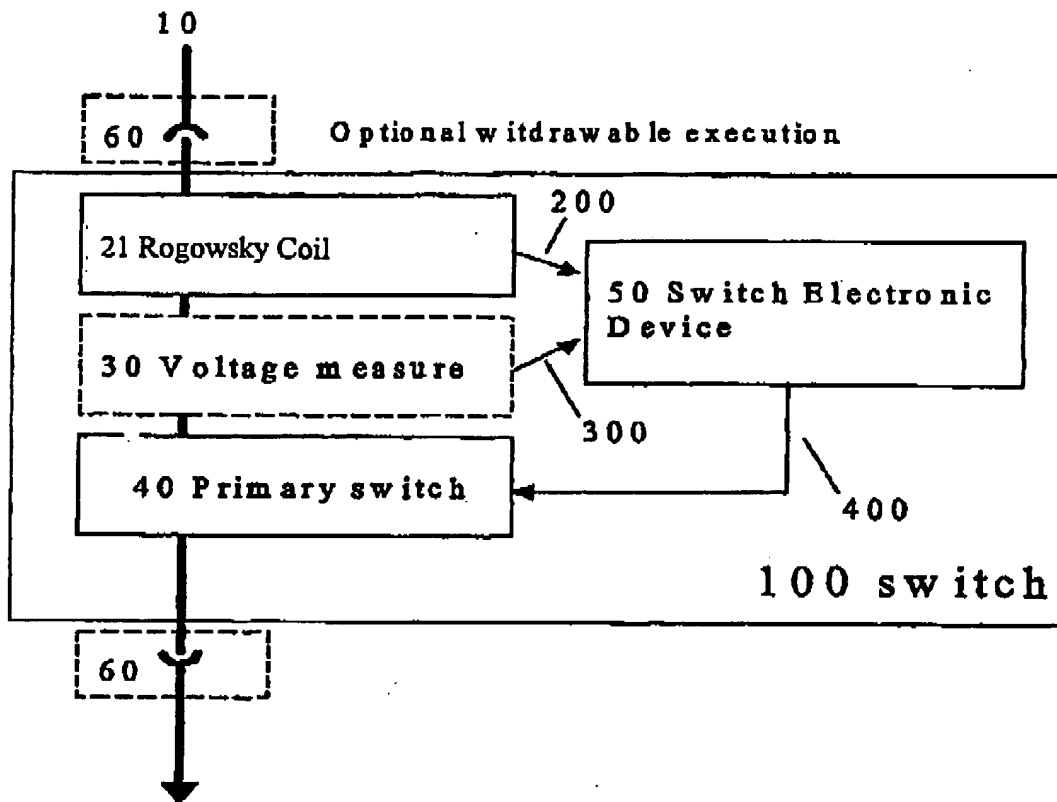 10
60
Optional witdrawable execution
200
21 Rogowsky Coil
50 Switch Electronic
Device
30 Voltage measure
300
40 Primary switch
400
100 switch
60